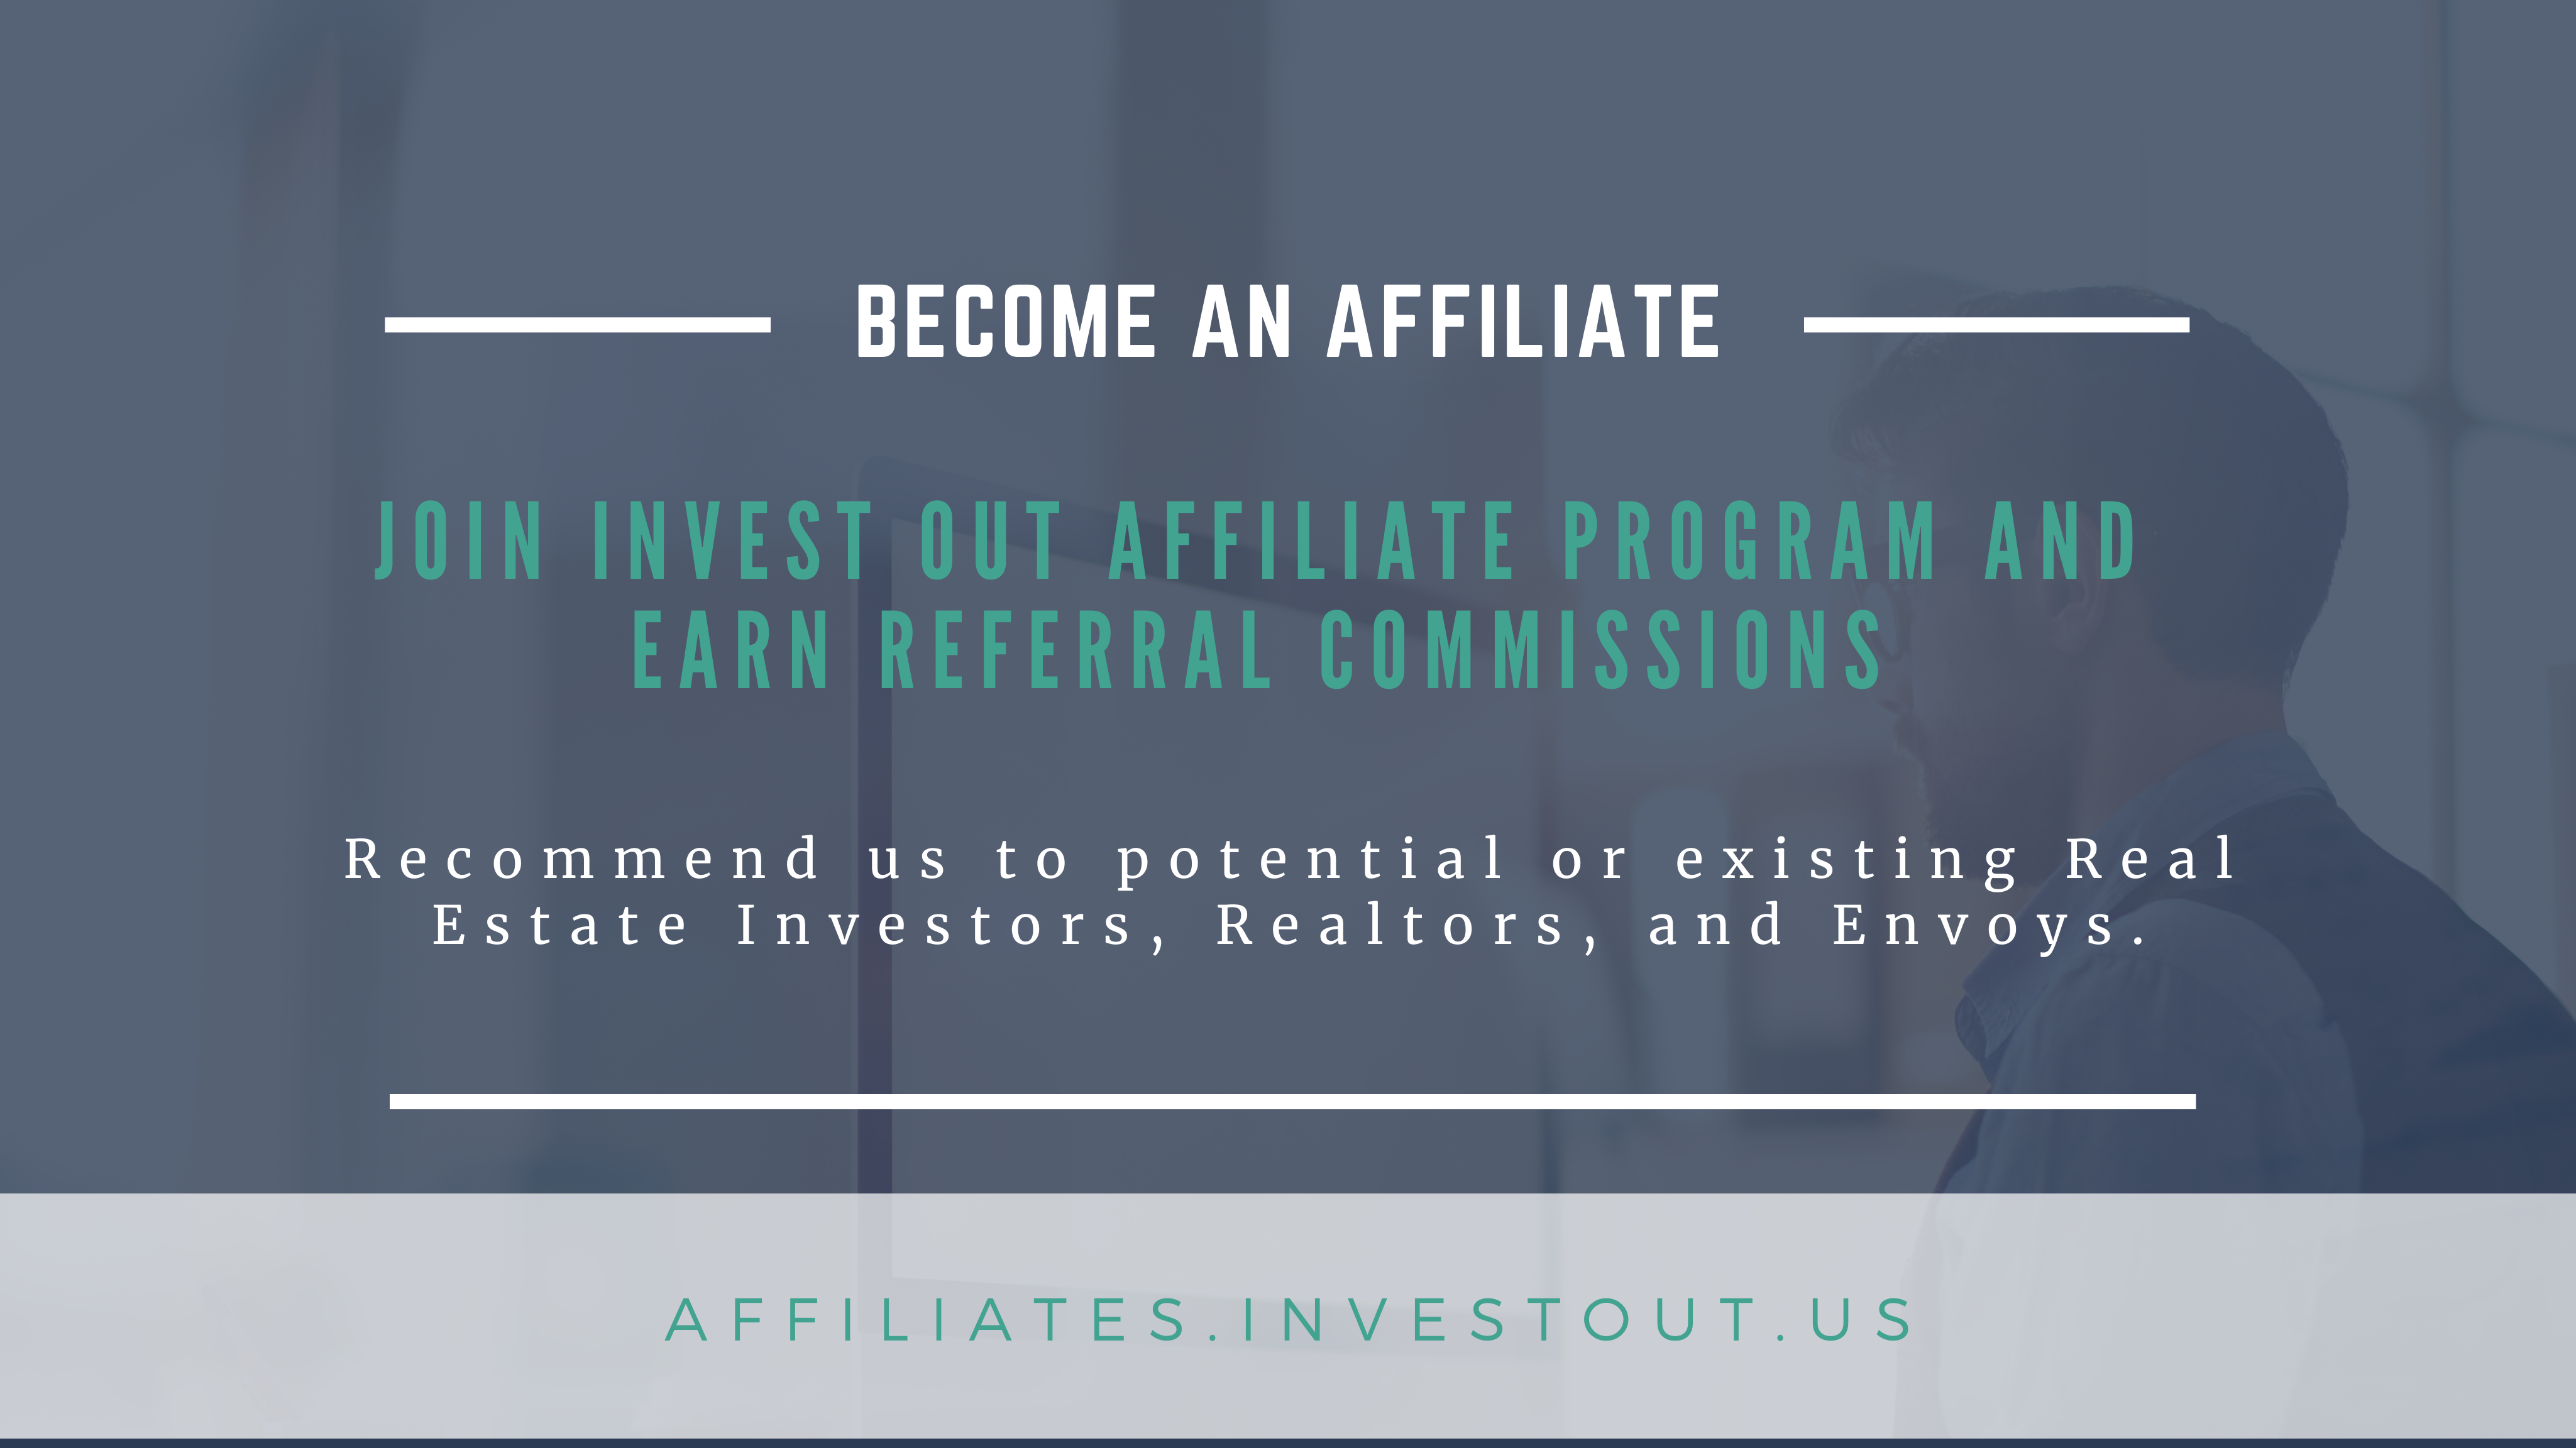 BECOME AN AFFILIATE
JOIN INVEST OUT AFFILIATE PROGRAM AND
EARN REFERRAL COMMISSIONS
Recommend us to potential or existing Real
Estate Investors, Realtors, and Envoys.
AFFILIATES.INVESTOUT.US